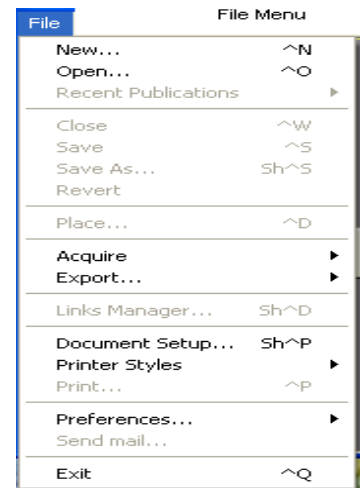 File File Menu
New... ^N
Open... ^O
Recent Publications
Close ^W
Save ^S
Save As... Sh^S
Revert
Place... ^D
Acquire
Export...
Links Manager... Sh^D
Document Setup... Sh^P
Printer Styles
Print... ^P
Preferences...
Send mail...
Exit ^Q